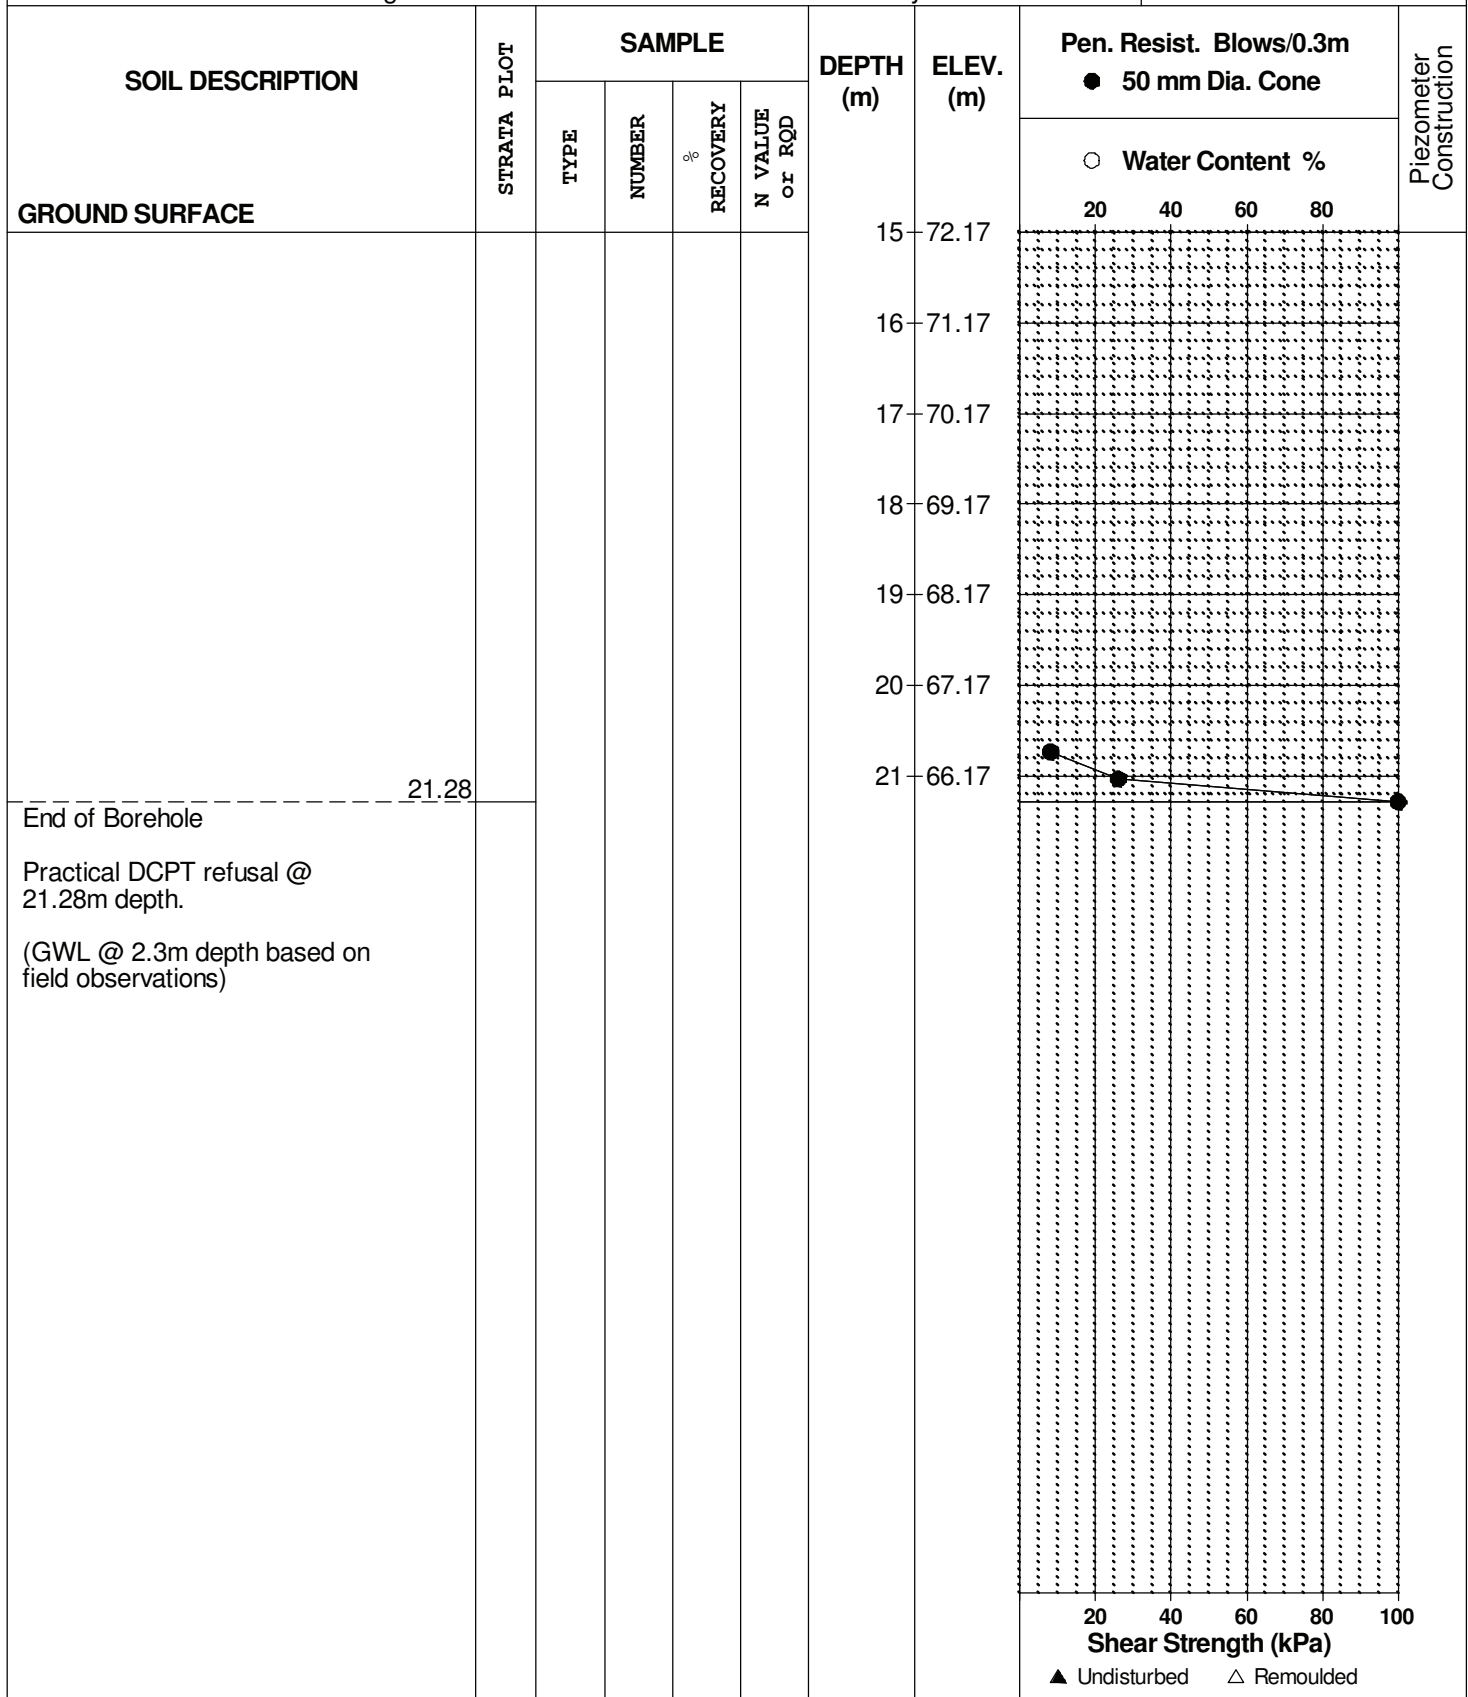 SOIL DESCRIPTION
GROUND SURFACE
STRATA PLOT
SAMPLE
TYPE
NUMBER
%
RECOVERY
N VALUE
or RQD
DEPTH
(m)
ELEV.
(m)
Pen. Resist. Blows/0.3m
● 50 mm Dia. Cone
○ Water Content %
20 40 60 80
Piezometer
Construction
15 72.17
16 71.17
17 70.17
18 69.17
19 68.17
20 67.17
21 66.17
21.28
End of Borehole
Practical DCPT refusal @
21.28m depth.
(GWL @ 2.3m depth based on
field observations)
20 40 60 80 100
Shear Strength (kPa)
▲ Undisturbed △ Remoulded